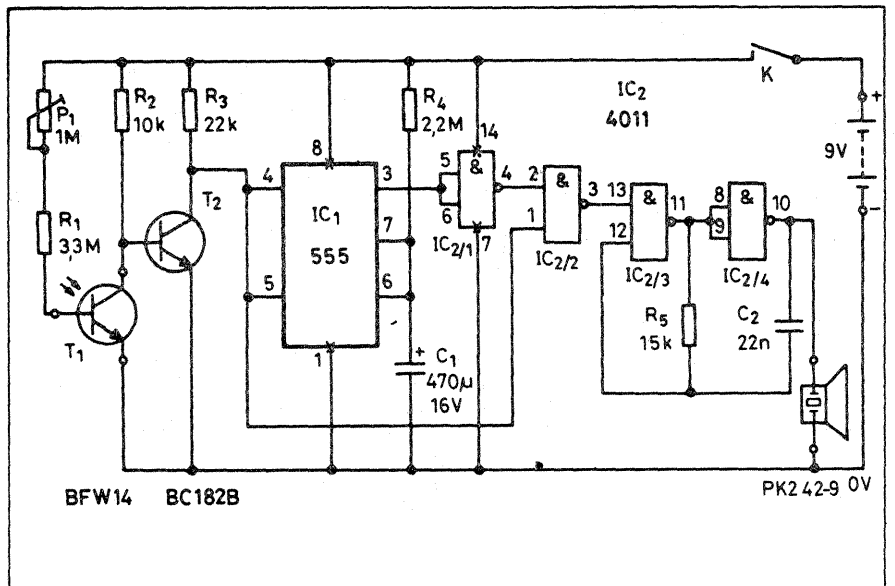 P1
1M
R2
10k
R3
22k
R4
2,2M
IC2
4011
K
+
9V
-
R1
3,3M
T2
T1
4
8
3
IC1
555
7
5
6
1
14
5
&
4
6
IC2/1
7
2
&
3
1
IC2/2
13
&
11
12
IC2/3
8
&
10
9
IC2/4
R5
15k
C2
22n
+
C1
470µ
16V
BFW14
BC182B
PK2 42-9
0V